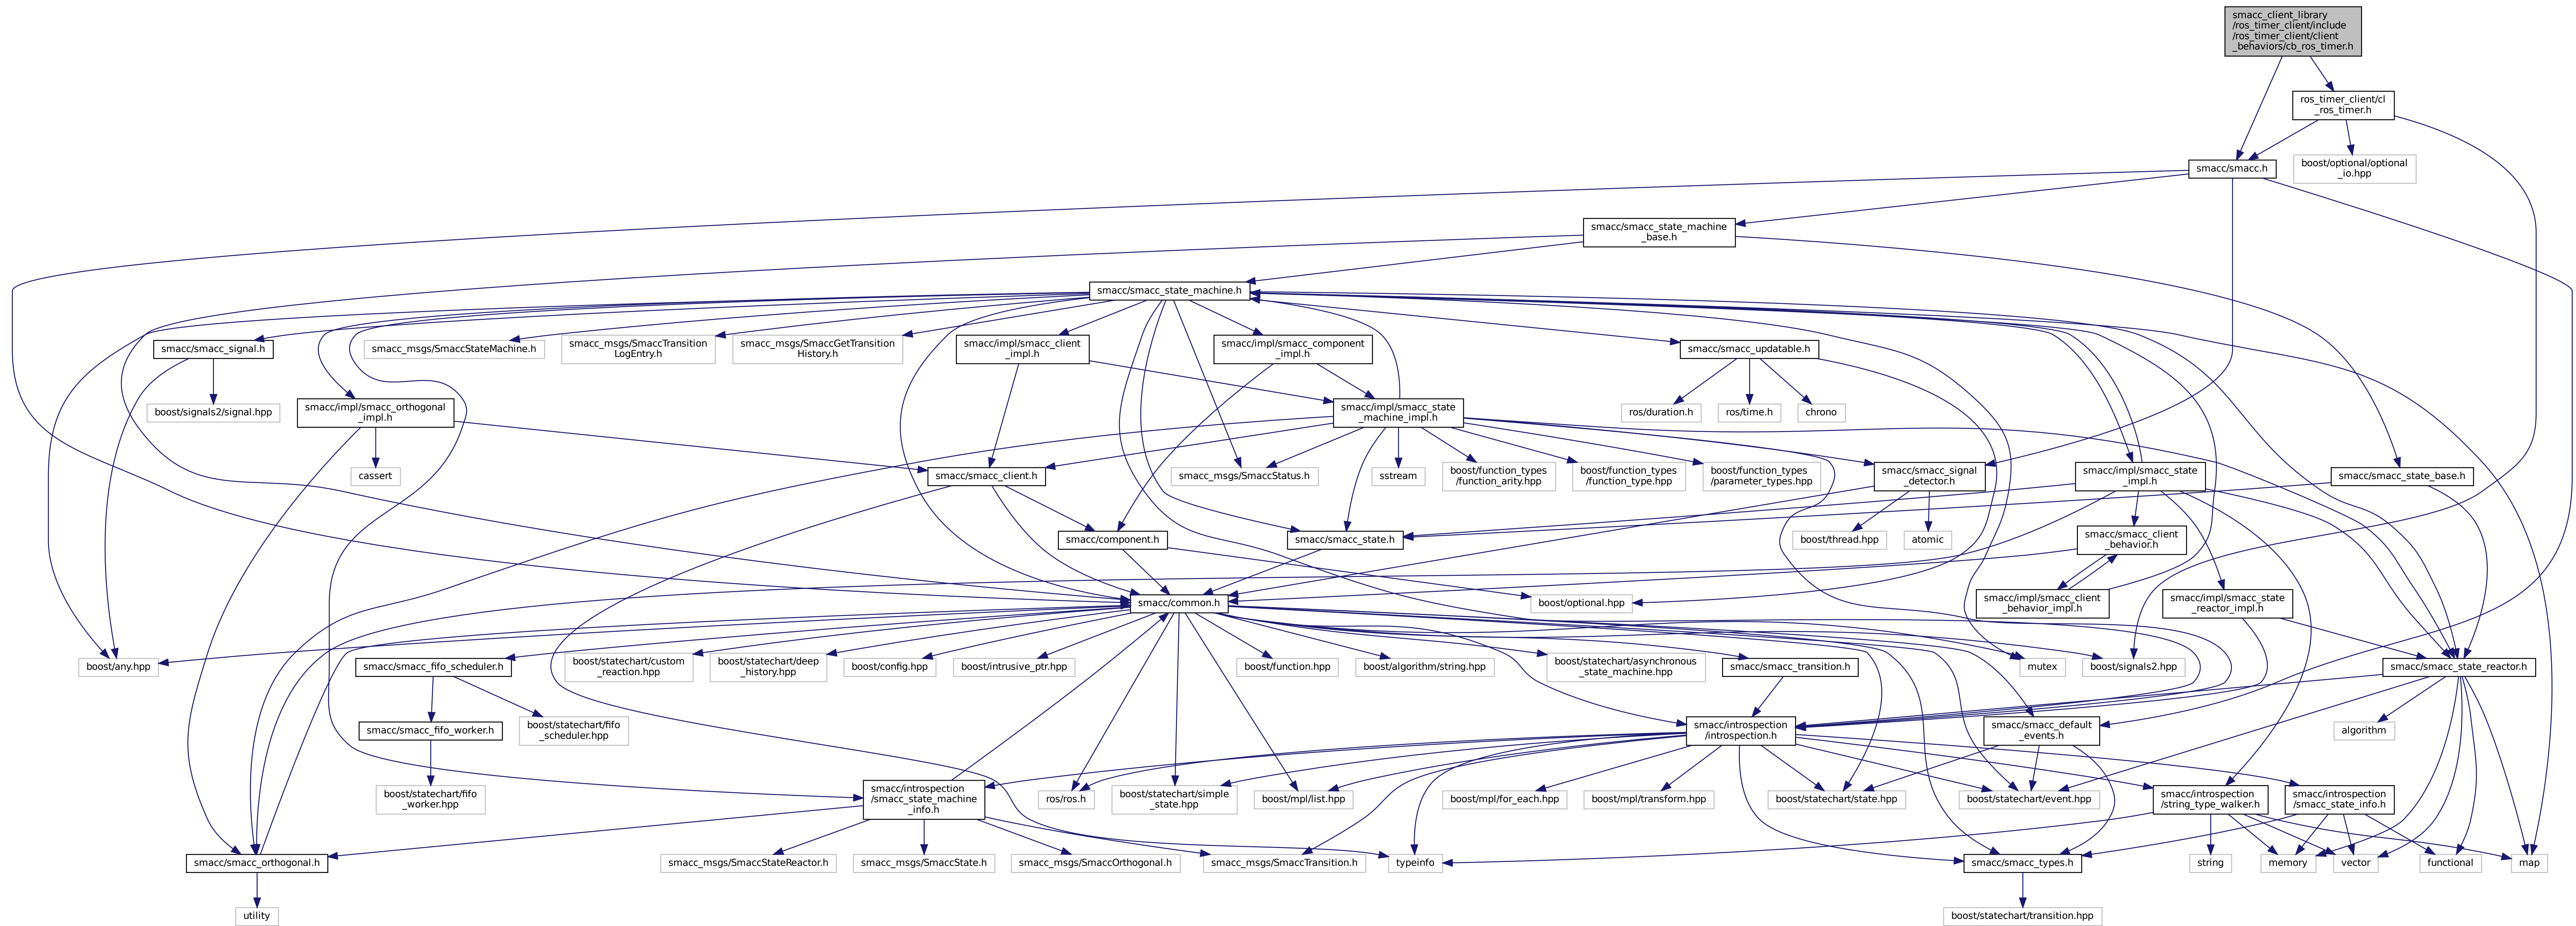 smacc_client_library
/ros_timer_client/include
/ros_timer_client/client
_behaviors/cb_ros_timer.h
ros_timer_client/cl
_ros_timer.h
smacc/smacc.h
boost/optional/optional
_io.hpp
smacc/smacc_state_machine
_base.h
smacc/smacc_state_machine.h
smacc/smacc_signal.h
smacc_msgs/SmaccStateMachine.h
smacc_msgs/SmaccTransition
LogEntry.h
smacc_msgs/SmaccGetTransition
History.h
smacc/impl/smacc_client
_impl.h
smacc/impl/smacc_component
_impl.h
smacc/smacc_updatable.h
boost/signals2/signal.hpp
smacc/impl/smacc_orthogonal
_impl.h
smacc/impl/smacc_state
_machine_impl.h
ros/duration.h
ros/time.h
chrono
cassert
smacc/smacc_client.h
smacc_msgs/SmaccStatus.h
sstream
boost/function_types
/function_arity.hpp
boost/function_types
/function_type.hpp
boost/function_types
/parameter_types.hpp
smacc/smacc_signal
_detector.h
smacc/impl/smacc_state
_impl.h
smacc/smacc_state_base.h
smacc/component.h
smacc/smacc_state.h
boost/thread.hpp
atomic
smacc/smacc_client
_behavior.h
smacc/common.h
boost/optional.hpp
smacc/impl/smacc_client
_behavior_impl.h
smacc/impl/smacc_state
_reactor_impl.h
boost/any.hpp
smacc/smacc_fifo_scheduler.h
boost/statechart/custom
_reaction.hpp
boost/statechart/deep
_history.hpp
boost/config.hpp
boost/intrusive_ptr.hpp
boost/function.hpp
boost/algorithm/string.hpp
boost/statechart/asynchronous
_state_machine.hpp
smacc/smacc_transition.h
mutex
boost/signals2.hpp
smacc/smacc_state_reactor.h
smacc/smacc_fifo_worker.h
boost/statechart/fifo
_scheduler.hpp
smacc/introspection
/introspection.h
smacc/smacc_default
_events.h
algorithm
boost/statechart/fifo
_worker.hpp
smacc/introspection
/smacc_state_machine
_info.h
ros/ros.h
boost/statechart/simple
_state.hpp
boost/mpl/list.hpp
boost/mpl/for_each.hpp
boost/mpl/transform.hpp
boost/statechart/state.hpp
boost/statechart/event.hpp
smacc/introspection
/string_type_walker.h
smacc/introspection
/smacc_state_info.h
smacc/smacc_orthogonal.h
smacc_msgs/SmaccStateReactor.h
smacc_msgs/SmaccState.h
smacc_msgs/SmaccOrthogonal.h
smacc_msgs/SmaccTransition.h
typeinfo
smacc/smacc_types.h
string
memory
vector
functional
map
utility
boost/statechart/transition.hpp